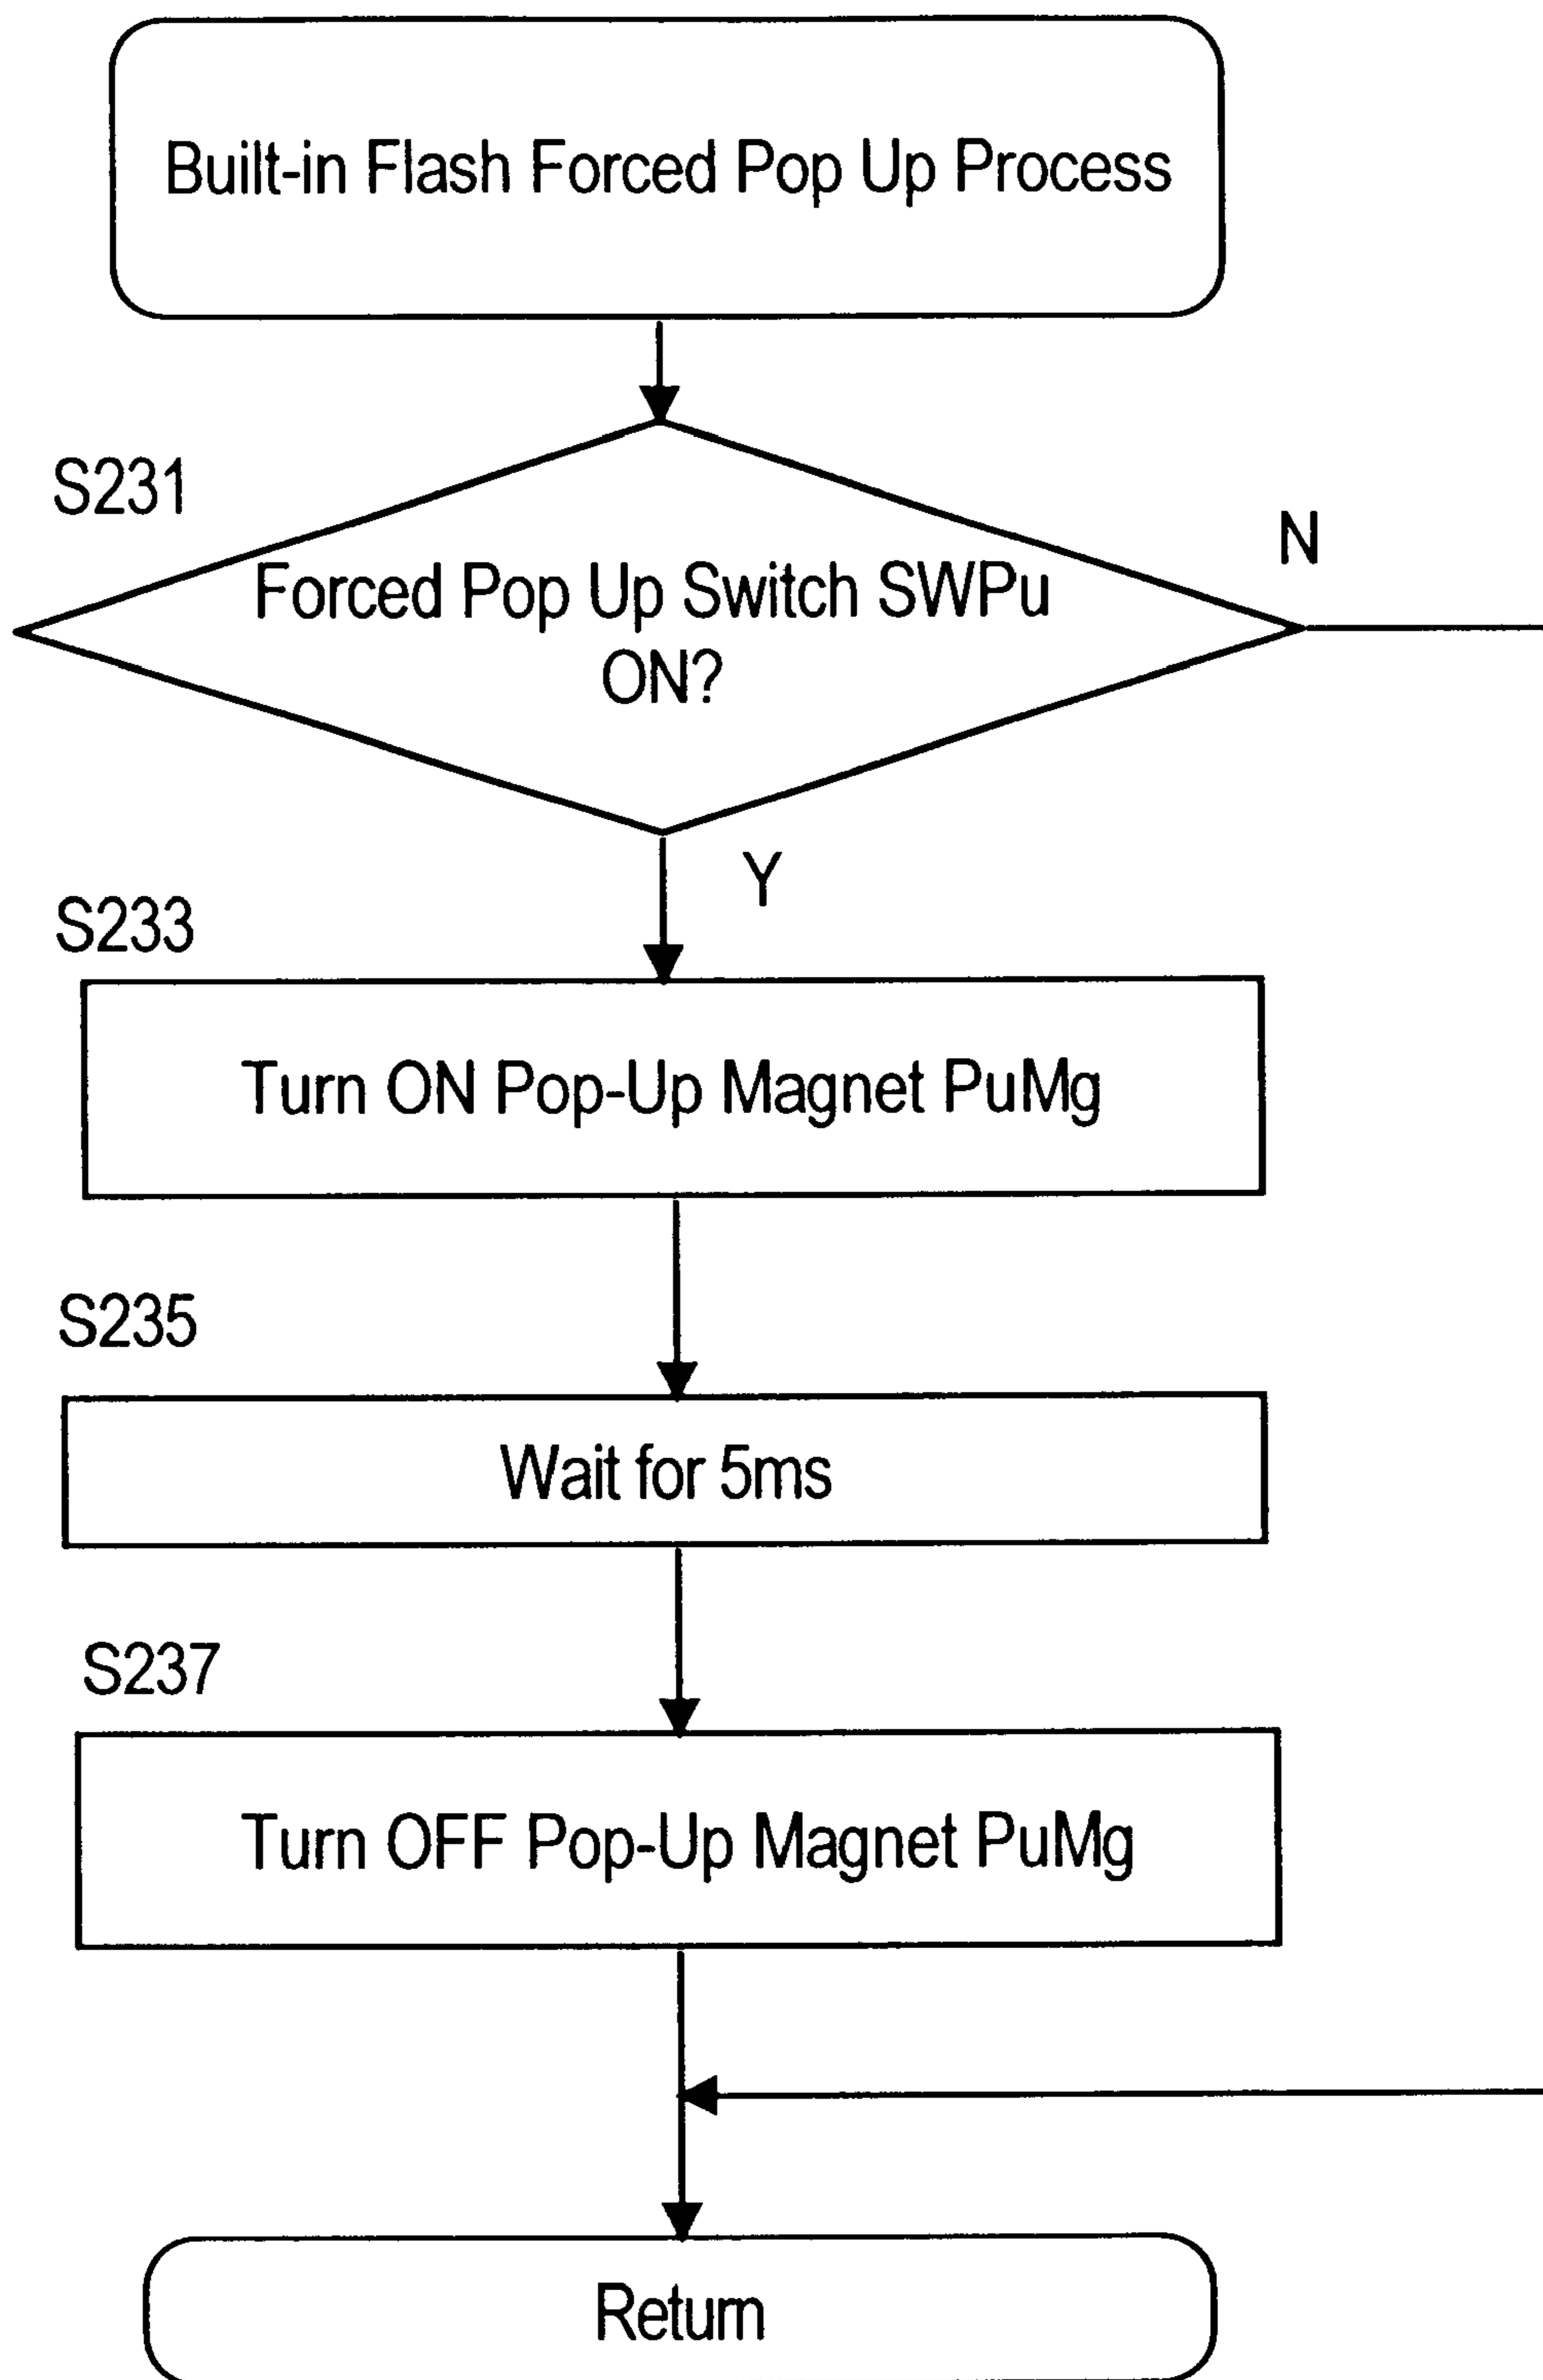 Built-in Flash Forced Pop Up Process
S231
N
Forced Pop Up Switch SWPu
ON?
Y
S233
Turn ON Pop-Up Magnet PuMg
S235
Wait for 5ms
S237
Turn OFF Pop-Up Magnet PuMg
Return